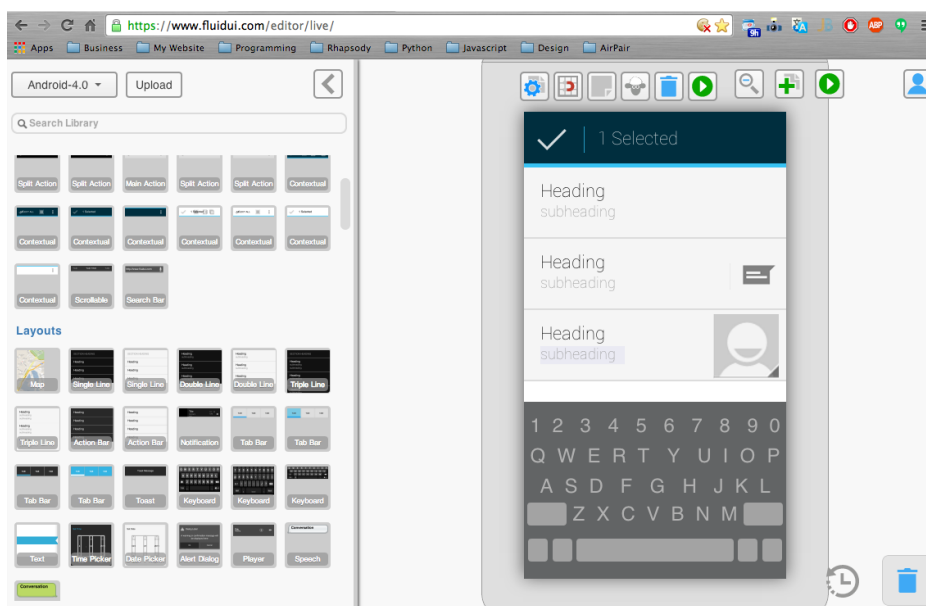 https://www.fluidui.com/editor/live/
9h
ABP
Apps Business My Website Programming Rhapsody Python Javascript Design AirPair
Android-4.0 Upload
Search Library
Split Action Split Action Main Action Split Action Split Action Contextual
Contextual Contextual Contextual Contextual Contextual Contextual
Contextual Scrollable Search Bar
Layouts
Map Single Line Single Line Double Line Double Line Triple Line
Triple Line Action Bar Action Bar Notification Tab Bar Tab Bar
Tab Bar Tab Bar Toast Keyboard Keyboard Keyboard
Text Time Picker Date Picker Alert Dialog Player Speech
Conversation
Conversation
1 Selected
Heading
subheading
Heading
subheading
Heading
subheading
1 2 3 4 5 6 7 8 9 0
Q W E R T Y U I O P
A S D F G H J K L
Z X C V B N M